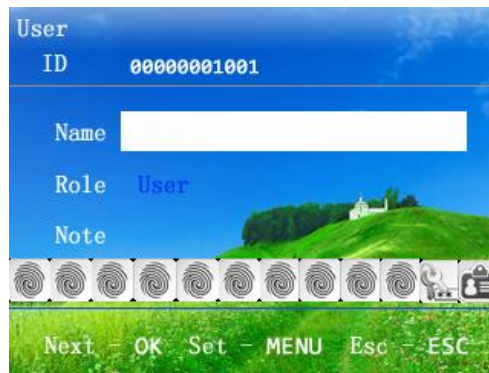 User
ID 00000001001
Name
Role User
Note
Next - OK Set - MENU Esc - ESC